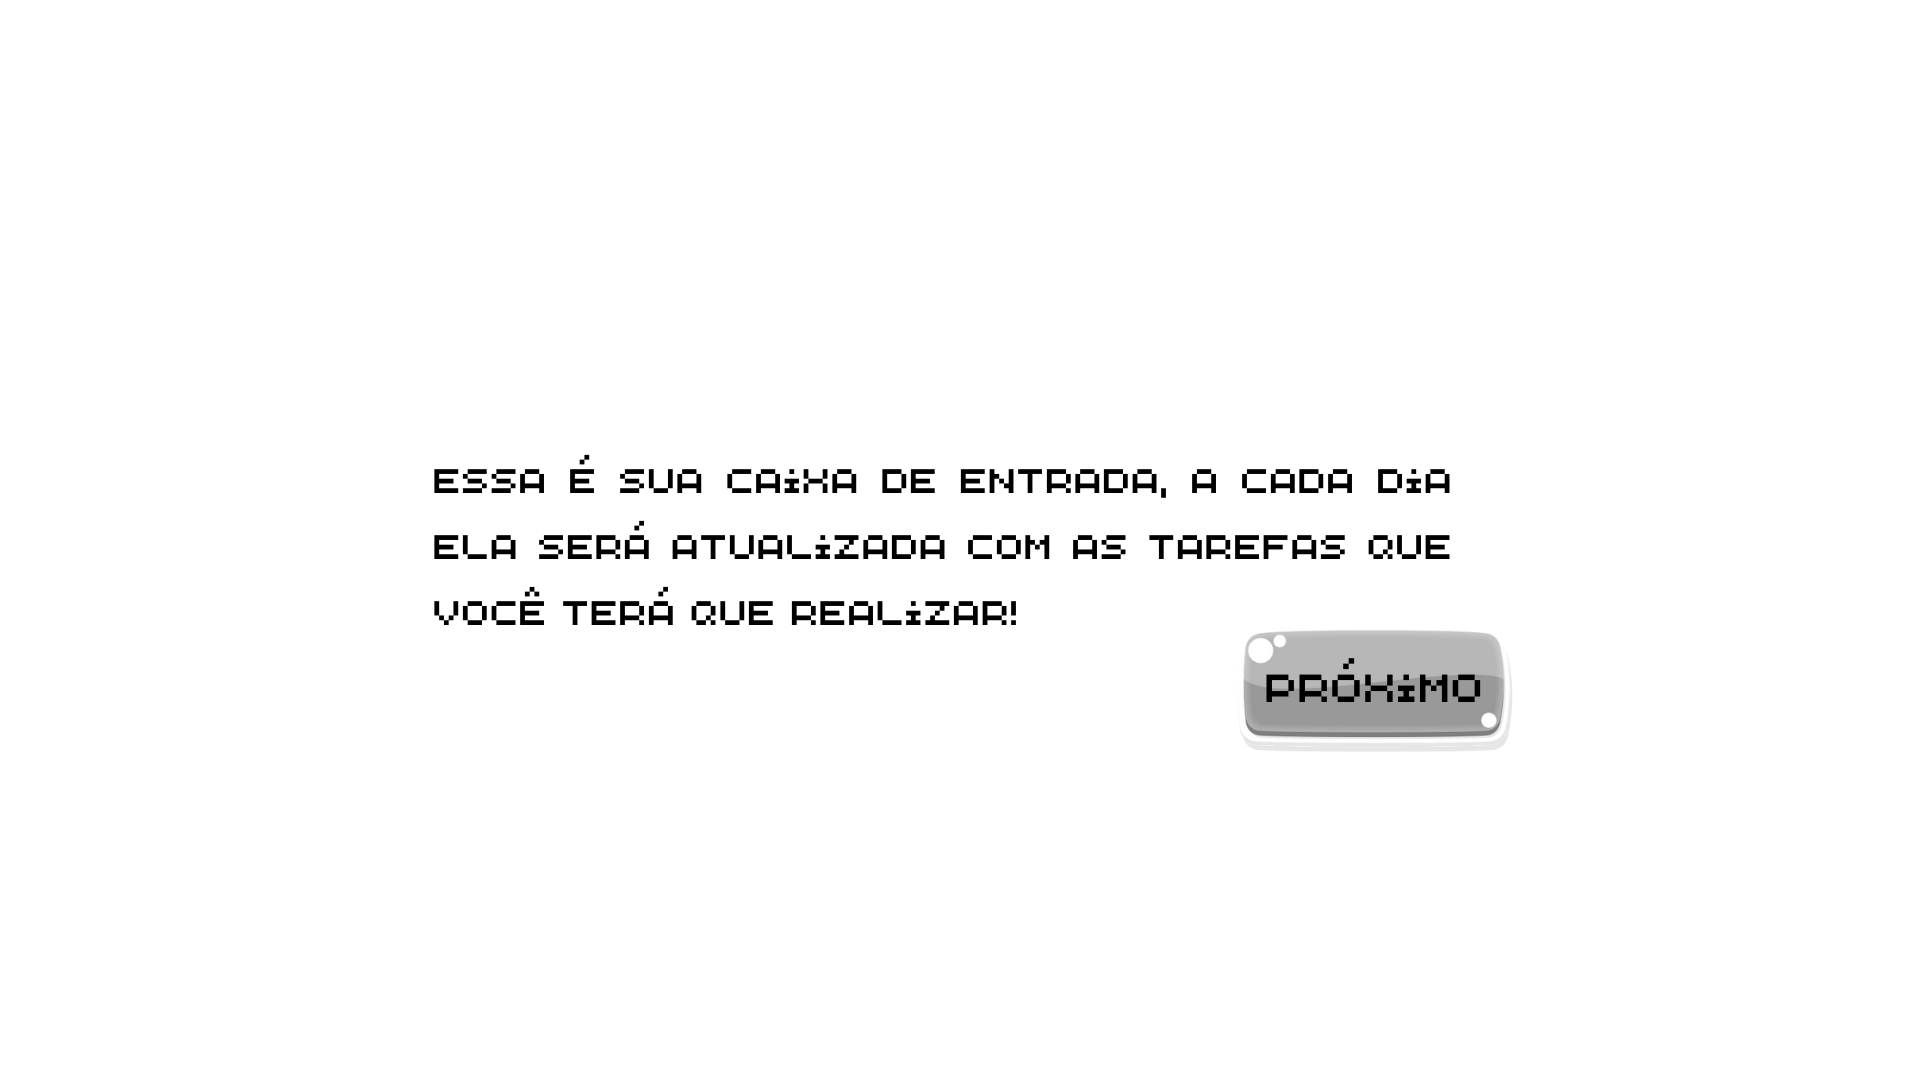 ESSA É SUA CAiXA DE ENTRADA, A CADA DiA
ELA SERÁ ATUALiZADA COM AS TAREFAS QUE
VOCÊ TERÁ QUE REALiZAR!
PRÓXiMO